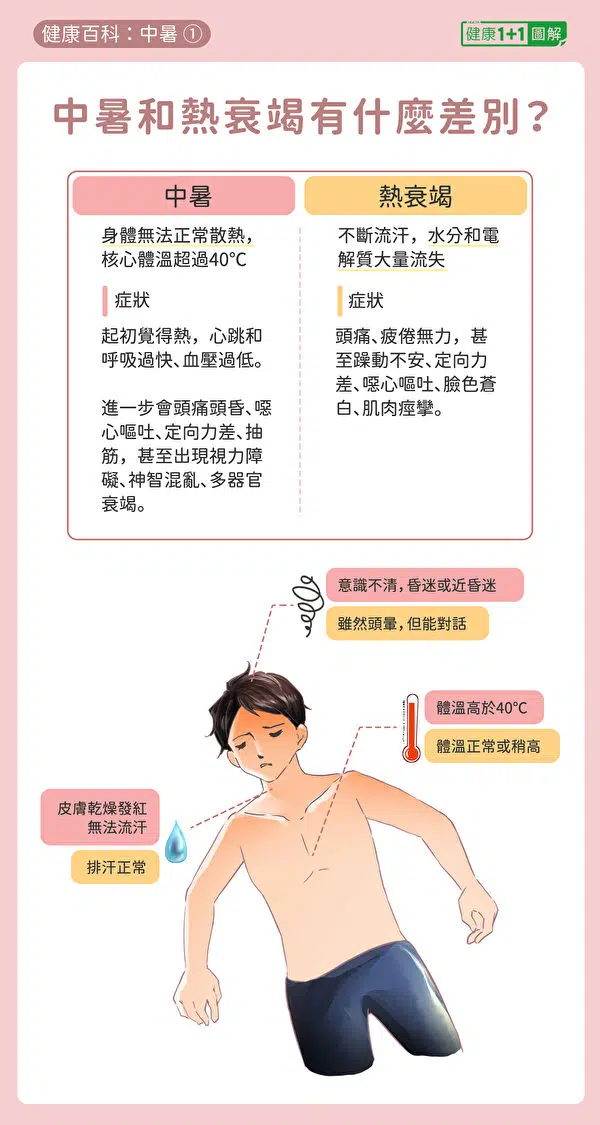 健康百科：中暑 ①
健康1+1 圖解
中暑和熱衰竭有什麼差別？
中暑
身體無法正常散熱，
核心體溫超過40℃
症狀
起初覺得熱，心跳和
呼吸過快、血壓過低。
進一步會頭痛頭昏、噁
心嘔吐、定向力差、抽
筋，甚至出現視力障
礙、神智混亂、多器官
衰竭。
熱衰竭
不斷流汗，水分和電
解質大量流失
症狀
頭痛、疲倦無力，甚
至躁動不安、定向力
差、噁心嘔吐、臉色蒼
白、肌肉痙攣。
意識不清，昏迷或近昏迷
雖然頭暈，但能對話
體溫高於40℃
體溫正常或稍高
皮膚乾燥發紅
無法流汗
排汗正常